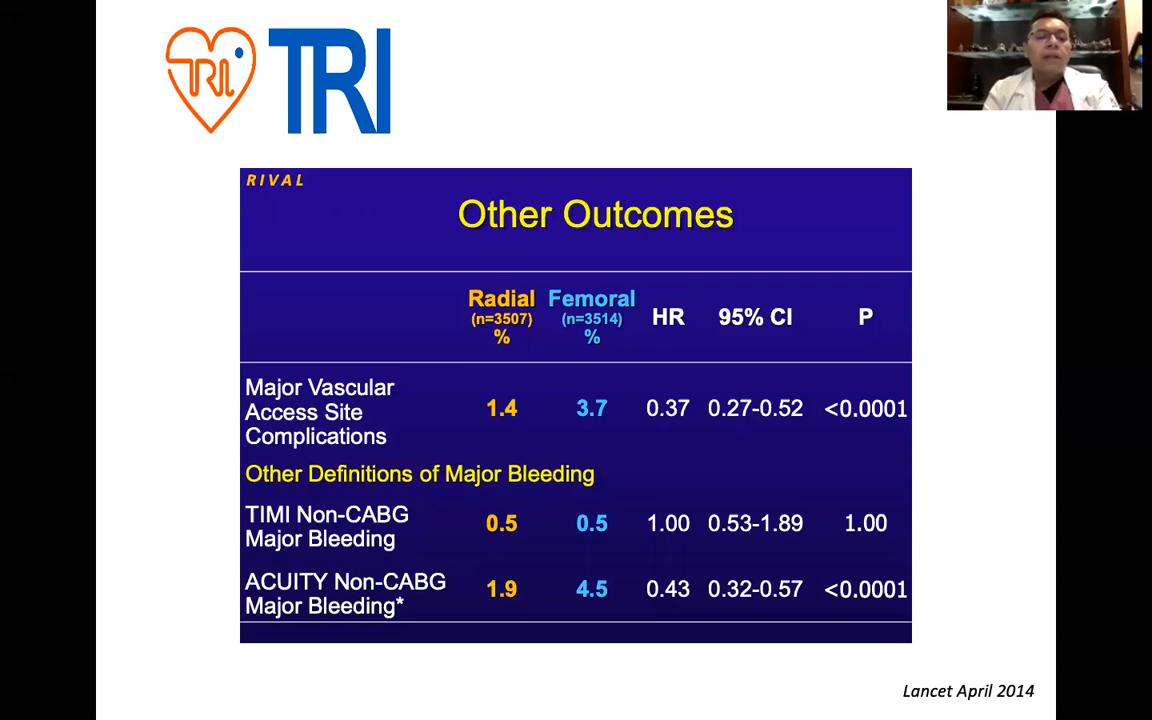 TRI TRI
RIVAL
Other Outcomes
Radial Femoral
(n=3507) (n=3514) HR 95% CI P
% %
Major Vascular
Access Site 1.4 3.7 0.37 0.27-0.52 <0.0001
Complications
Other Definitions of Major Bleeding
TIMI Non-CABG
Major Bleeding 0.5 0.5 1.00 0.53-1.89 1.00
ACUITY Non-CABG
Major Bleeding* 1.9 4.5 0.43 0.32-0.57 <0.0001
Lancet April 2014